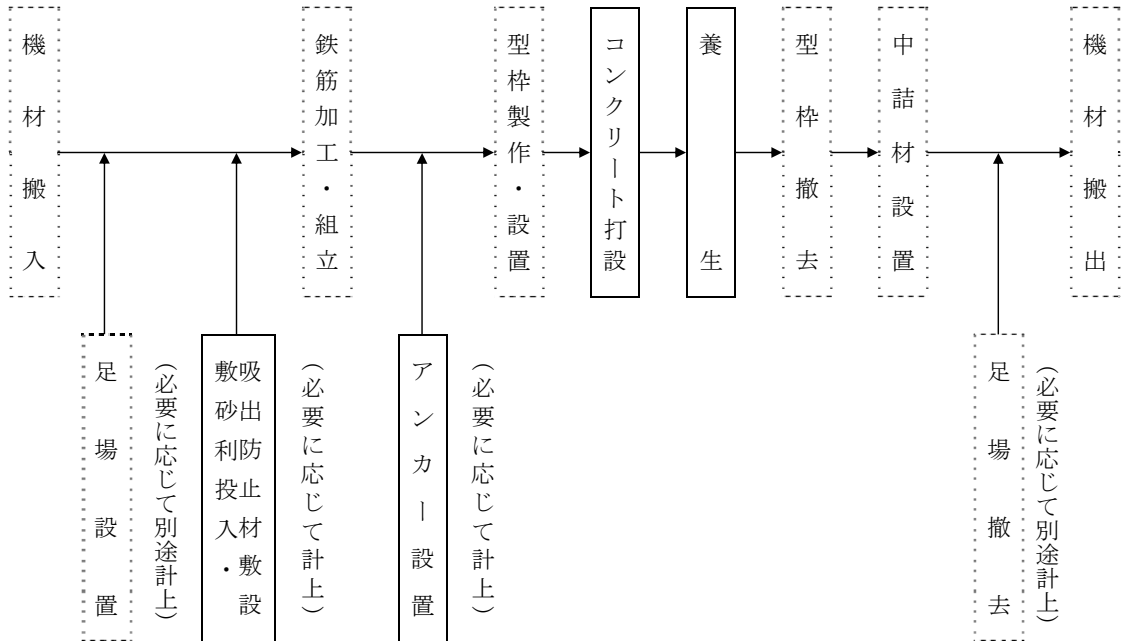 機材搬入
鉄筋加工・組立
型枠製作・設置
コンクリート打設
養生
型枠撤去
中詰材設置
機材搬出
足場設置
(必要に応じて別途計上)
吸出防止材敷設
敷砂利投入・
(必要に応じて計上)
アンカー設置
(必要に応じて計上)
足場撤去
(必要に応じて別途計上)